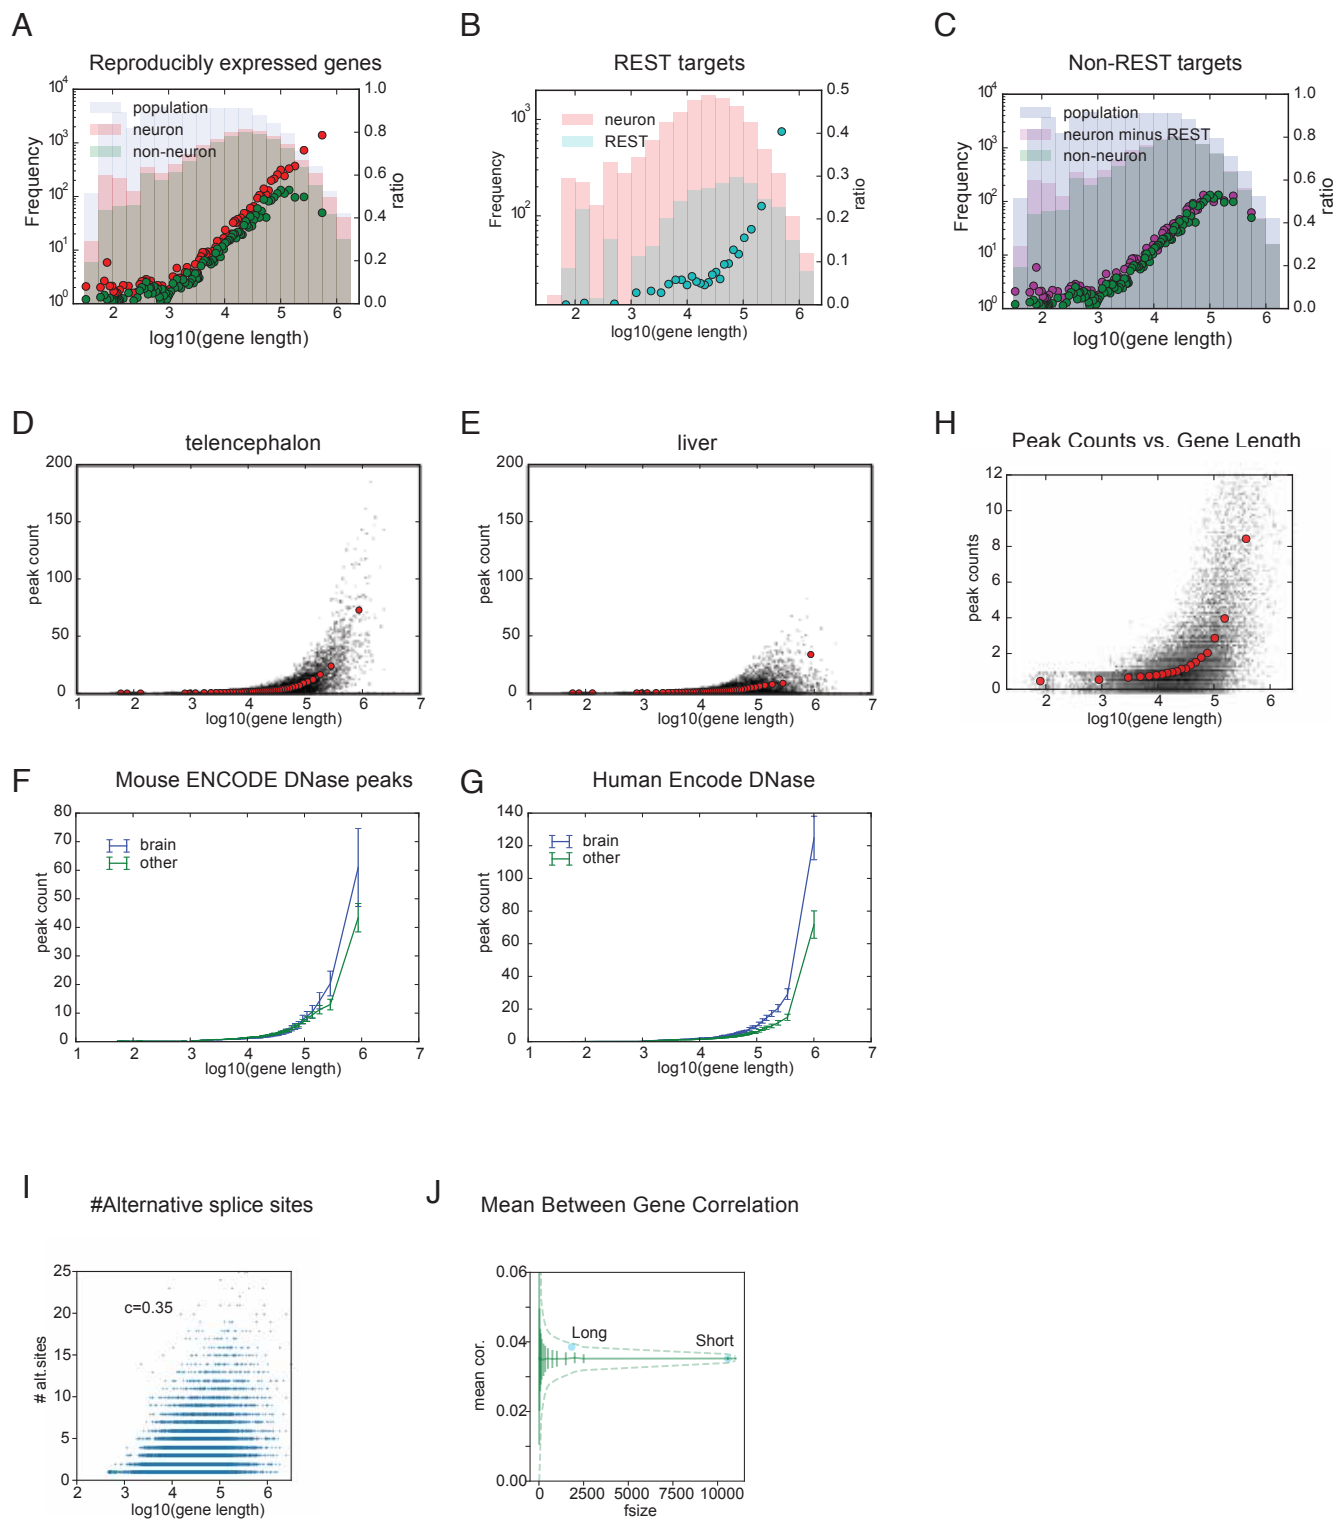 A
Reproducibly expressed genes
10^4
10^3
10^2
10^1
10^0
Frequency
population
neuron
non-neuron
1.0
0.8
0.6
0.4
0.2
0.0
ratio
2 3 4 5 6
log10(gene length)
B
REST targets
10^3
10^2
Frequency
neuron
REST
0.5
0.4
0.3
0.2
0.1
0.0
ratio
2 3 4 5 6
log10(gene length)
C
Non-REST targets
10^4
10^3
10^2
10^1
10^0
Frequency
population
neuron minus REST
non-neuron
1.0
0.8
0.6
0.4
0.2
0.0
ratio
2 3 4 5 6
log10(gene length)
D
telencephalon
200
150
100
50
0
peak count
1 2 3 4 5 6 7
log10(gene length)
E
liver
200
150
100
50
0
peak count
1 2 3 4 5 6 7
log10(gene length)
H
Peak Counts vs. Gene Length
12
10
8
6
4
2
0
peak counts
2 3 4 5 6
log10(gene length)
F
Mouse ENCODE DNase peaks
80
70
60
50
40
30
20
10
0
peak count
brain
other
1 2 3 4 5 6 7
log10(gene length)
G
Human Encode DNase
140
120
100
80
60
40
20
0
peak count
brain
other
1 2 3 4 5 6 7
log10(gene length)
I
#Alternative splice sites
25
20
15
10
5
0
# alt.sites
c=0.35
2 3 4 5 6
log10(gene length)
J
Mean Between Gene Correlation
0.06
0.04
0.02
0.00
mean cor.
Long
Short
0 2500 5000 7500 10000
fsize